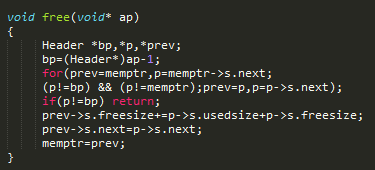 void free(void* ap)
{
Header *bp,*p,*prev;
bp=(Header*)ap-1;
for(prev=memptr,p=memptr->s.next;
(p!=bp) && (p!=memptr);prev=p,p=p->s.next);
if(p!=bp) return;
prev->s.freesize+=p->s.usedsize+p->s.freesize;
prev->s.next=p->s.next;
memptr=prev;
}